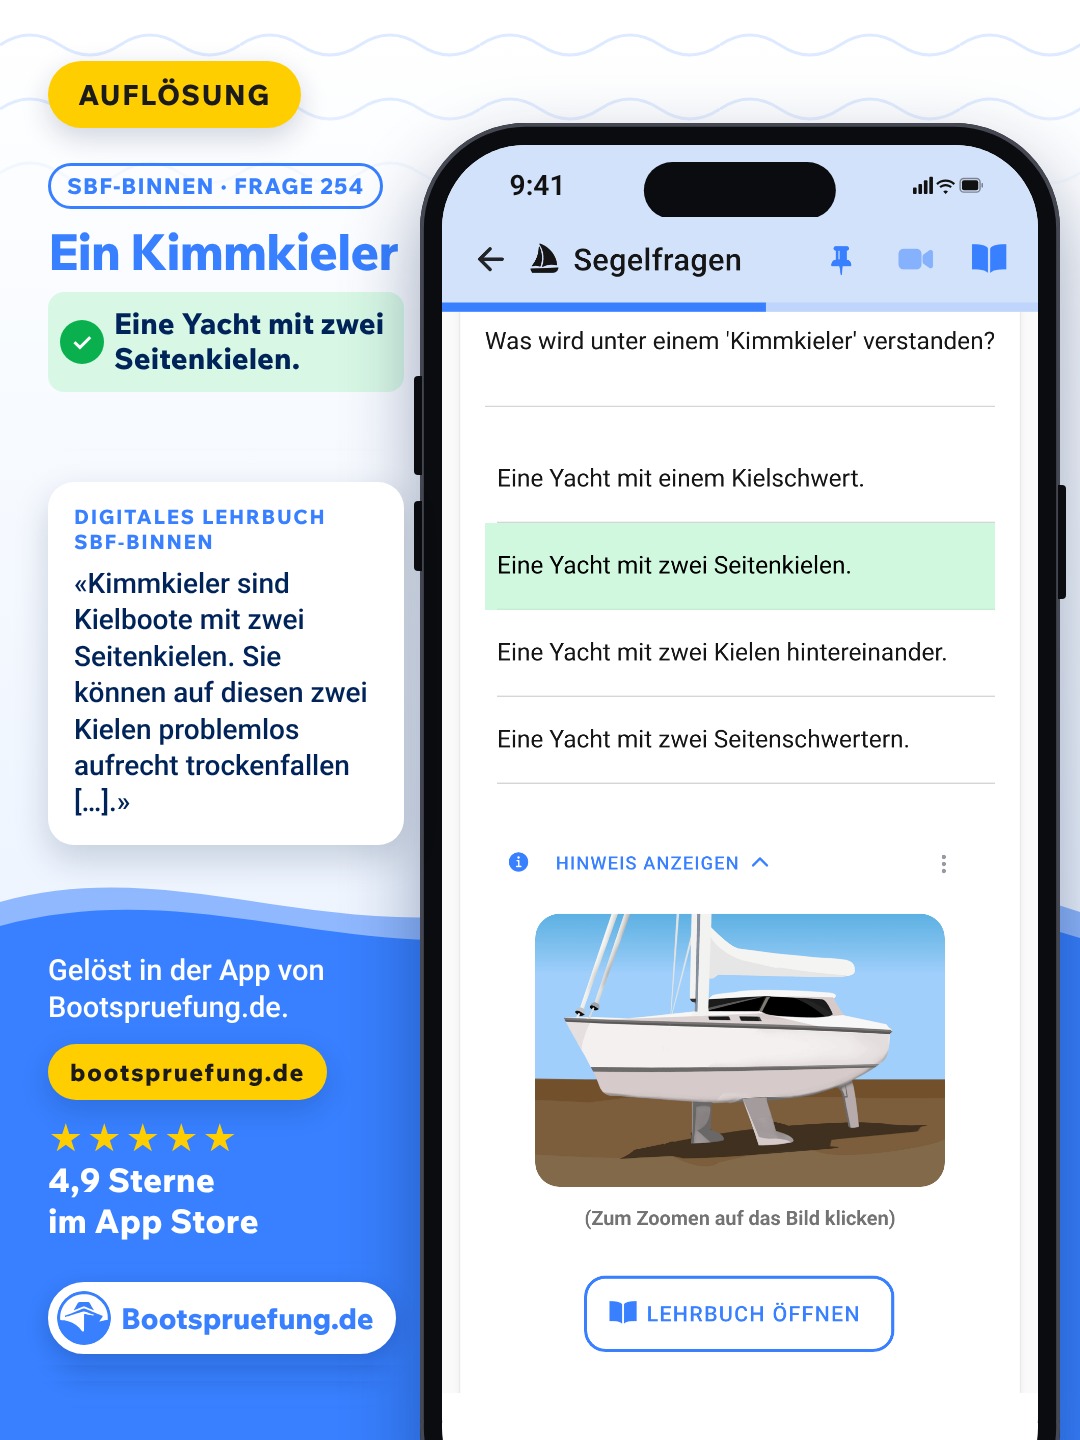 AUFLÖSUNG
SBF-BINNEN · FRAGE 254
Ein Kimmkieler
Eine Yacht mit zwei
Seitenkielen.
DIGITALES LEHRBUCH
SBF-BINNEN
«Kimmkieler sind
Kielboote mit zwei
Seitenkielen. Sie
können auf diesen zwei
Kielen problemlos
aufrecht trockenfallen
[...].»
Gelöst in der App von
Bootspruefung.de.
bootspruefung.de
★★★★★
4,9 Sterne
im App Store
Bootspruefung.de
9:41
Segelfragen
Was wird unter einem 'Kimmkieler' verstanden?
Eine Yacht mit einem Kielschwert.
Eine Yacht mit zwei Seitenkielen.
Eine Yacht mit zwei Kielen hintereinander.
Eine Yacht mit zwei Seitenschwertern.
HINWEIS ANZEIGEN
(Zum Zoomen auf das Bild klicken)
LEHRBUCH ÖFFNEN